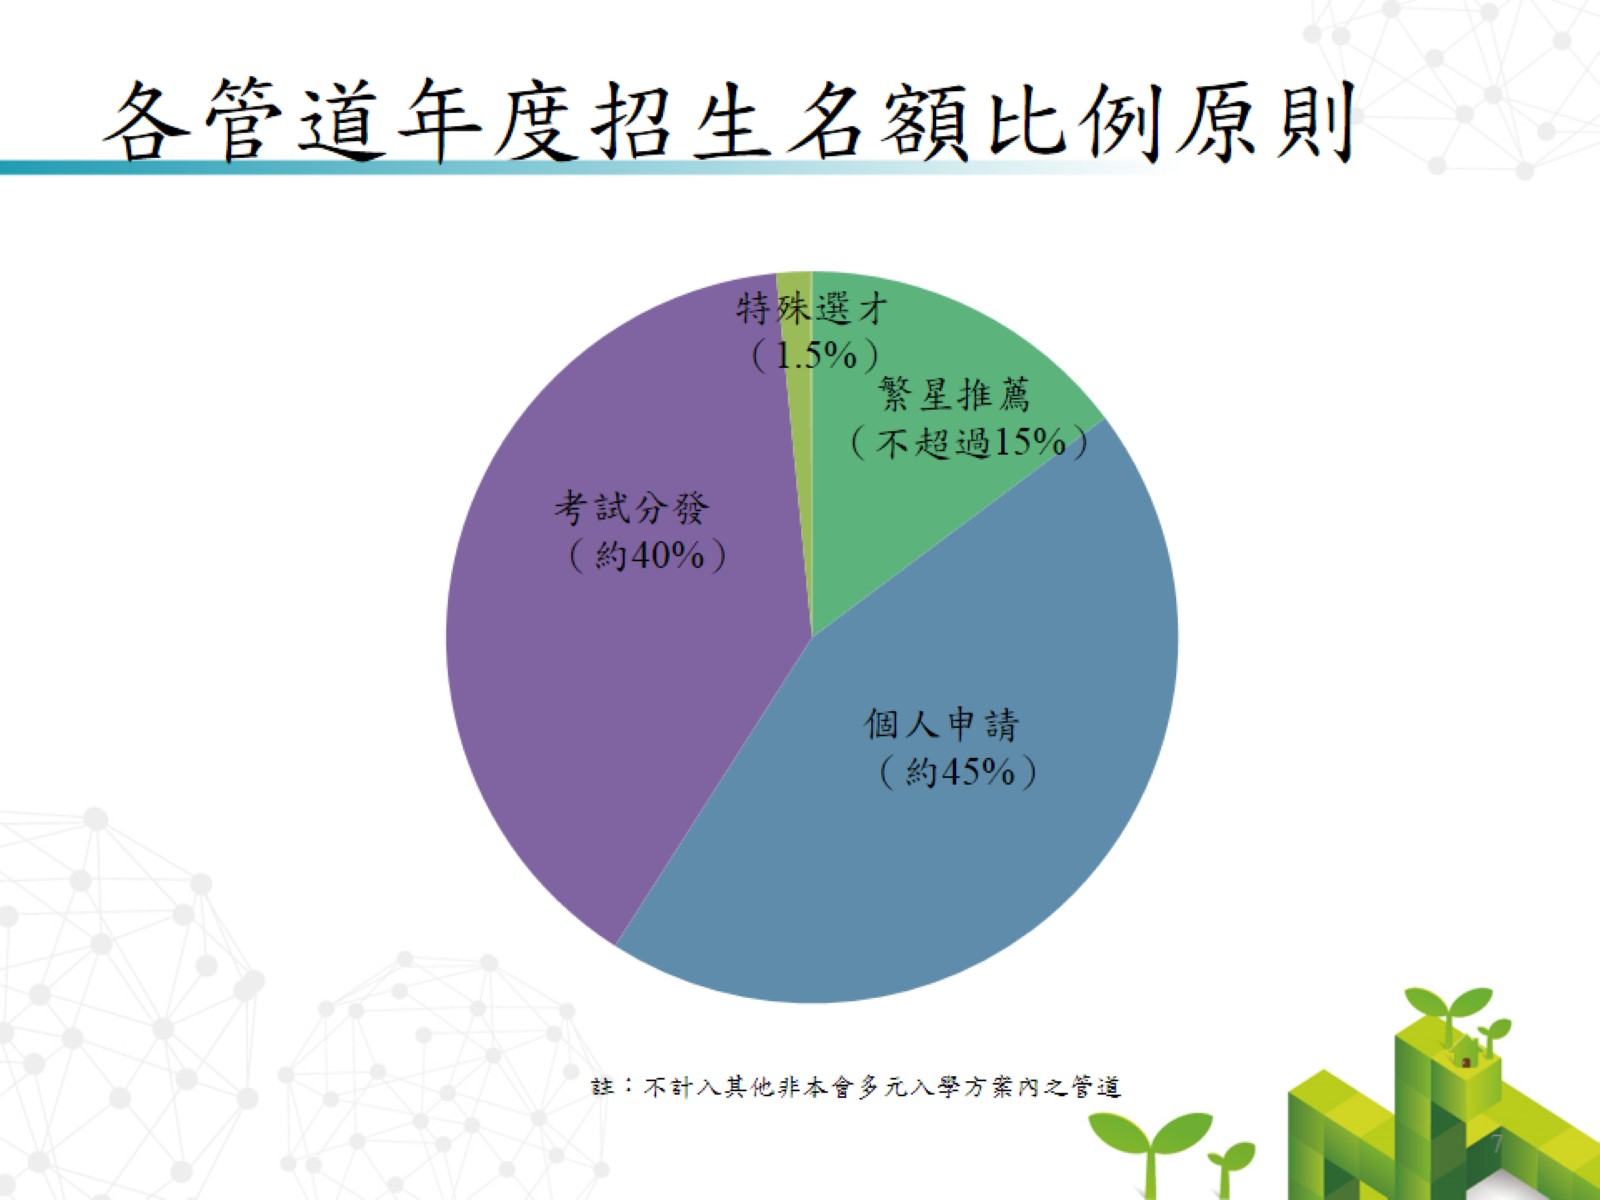 各管道年度招生名額比例原則
特殊選才
（1.5%）
繁星推薦
（不超過15%）
考試分發
（約40%）
個人申請
（約45%）
註：不計入其他非本會多元入學方案內之管道
7